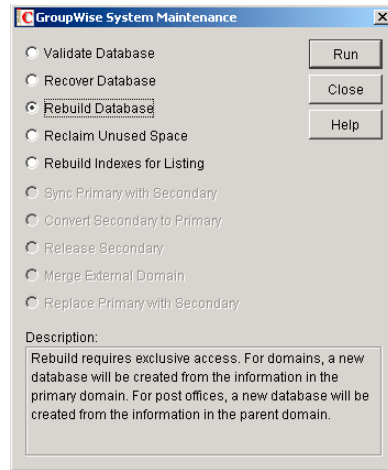 GroupWise System Maintenance
Validate Database
Run
Recover Database
Close
Rebuild Database
Help
Reclaim Unused Space
Rebuild Indexes for Listing
Sync Primary with Secondary
Convert Secondary to Primary
Release Secondary
Merge External Domain
Replace Primary with Secondary
Description:
Rebuild requires exclusive access. For domains, a new
database will be created from the information in the
primary domain. For post offices, a new database will be
created from the information in the parent domain.